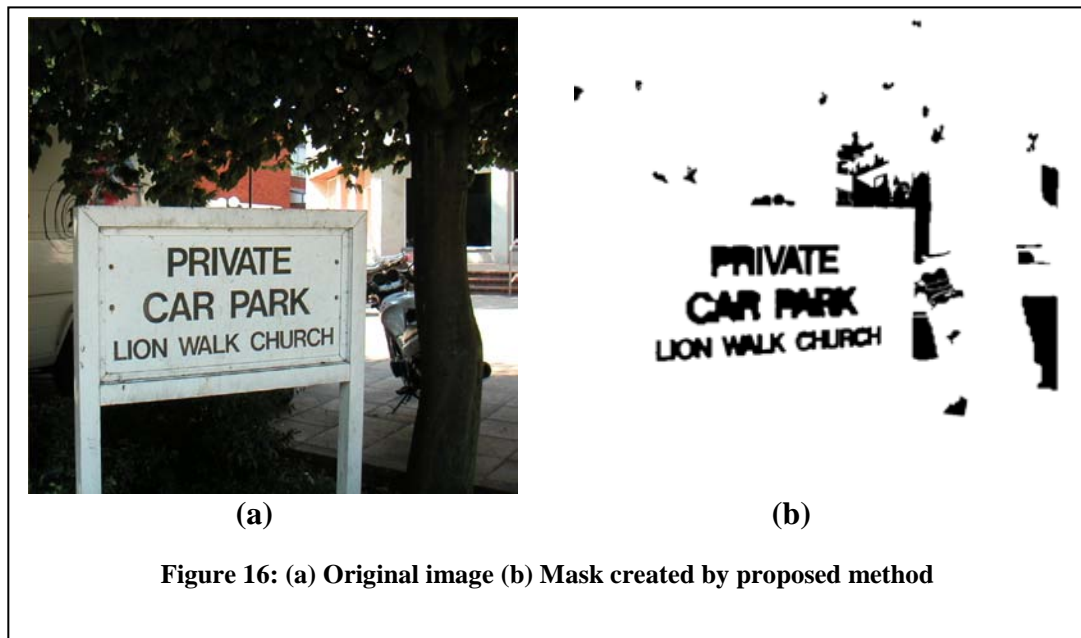 PRIVATE
CAR PARK
LION WALK CHURCH
PRIVATE
CAR PARK
LION WALK CHURCH
(a)
(b)
Figure 16: (a) Original image (b) Mask created by proposed method